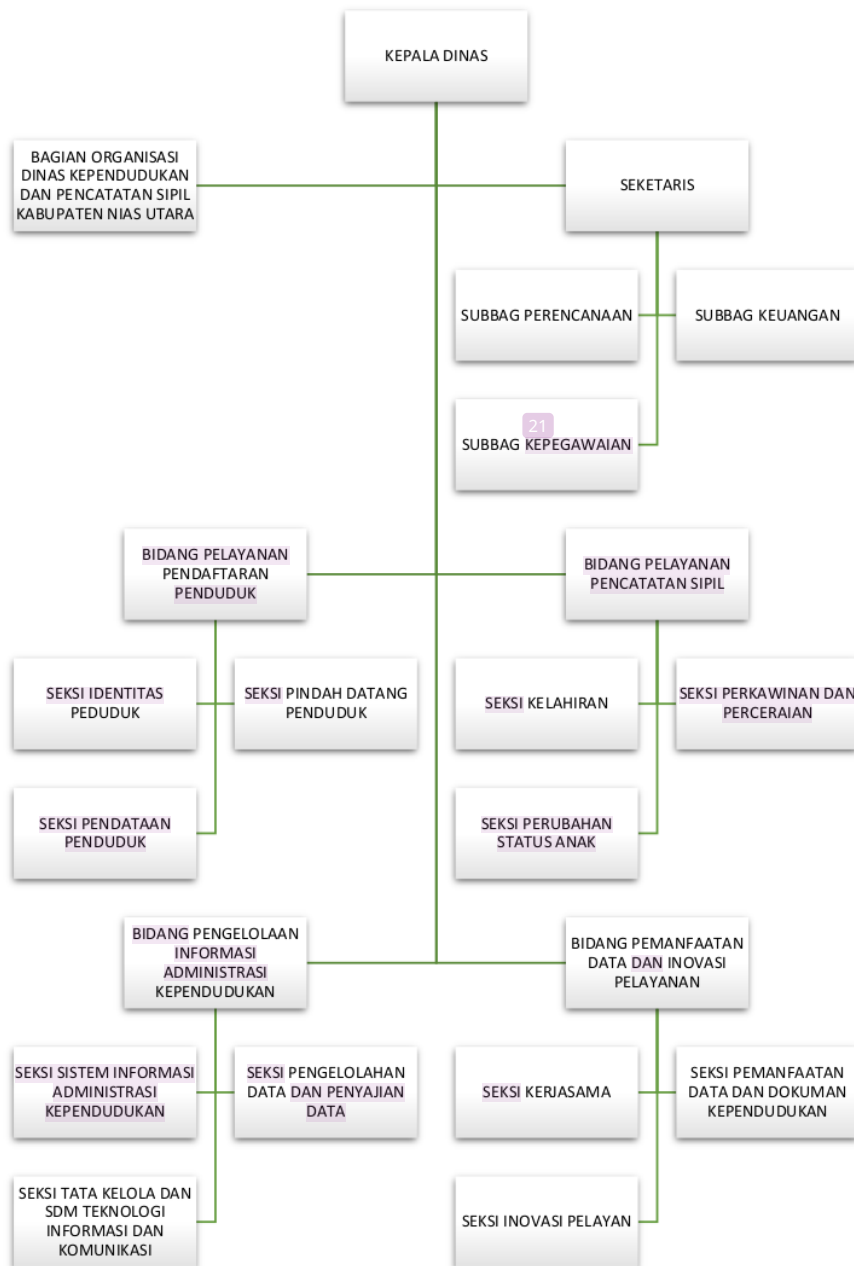 KEPALA DINAS
BAGIAN ORGANISASI
DINAS KEPENDUDUKAN
DAN PENCATATAN SIPIL
KABUPATEN NIAS UTARA
SEKETARIS
SUBBAG PERENCANAAN
SUBBAG KEUANGAN
21
SUBBAG KEPEGAWAIAN
BIDANG PELAYANAN
PENDAFTARAN
PENDUDUK
BIDANG PELAYANAN
PENCATATAN SIPIL
SEKSI IDENTITAS
PEDUDUK
SEKSI PINDAH DATANG
PENDUDUK
SEKSI KELAHIRAN
SEKSI PERKAWINAN DAN
PERCERAIAN
SEKSI PENDATAAN
PENDUDUK
SEKSI PERUBAHAN
STATUS ANAK
BIDANG PENGELOLAAN
INFORMASI
ADMINISTRASI
KEPENDUDUKAN
BIDANG PEMANFAATAN
DATA DAN INOVASI
PELAYANAN
SEKSI SISTEM INFORMASI
ADMINISTRASI
KEPENDUDUKAN
SEKSI PENGELOLAHAN
DATA DAN PENYAJIAN
DATA
SEKSI KERJASAMA
SEKSI PEMANFAATAN
DATA DAN DOKUMAN
KEPENDUDUKAN
SEKSI TATA KELOLA DAN
SDM TEKNOLOGI
INFORMASI DAN
KOMUNIKASI
SEKSI INOVASI PELAYAN